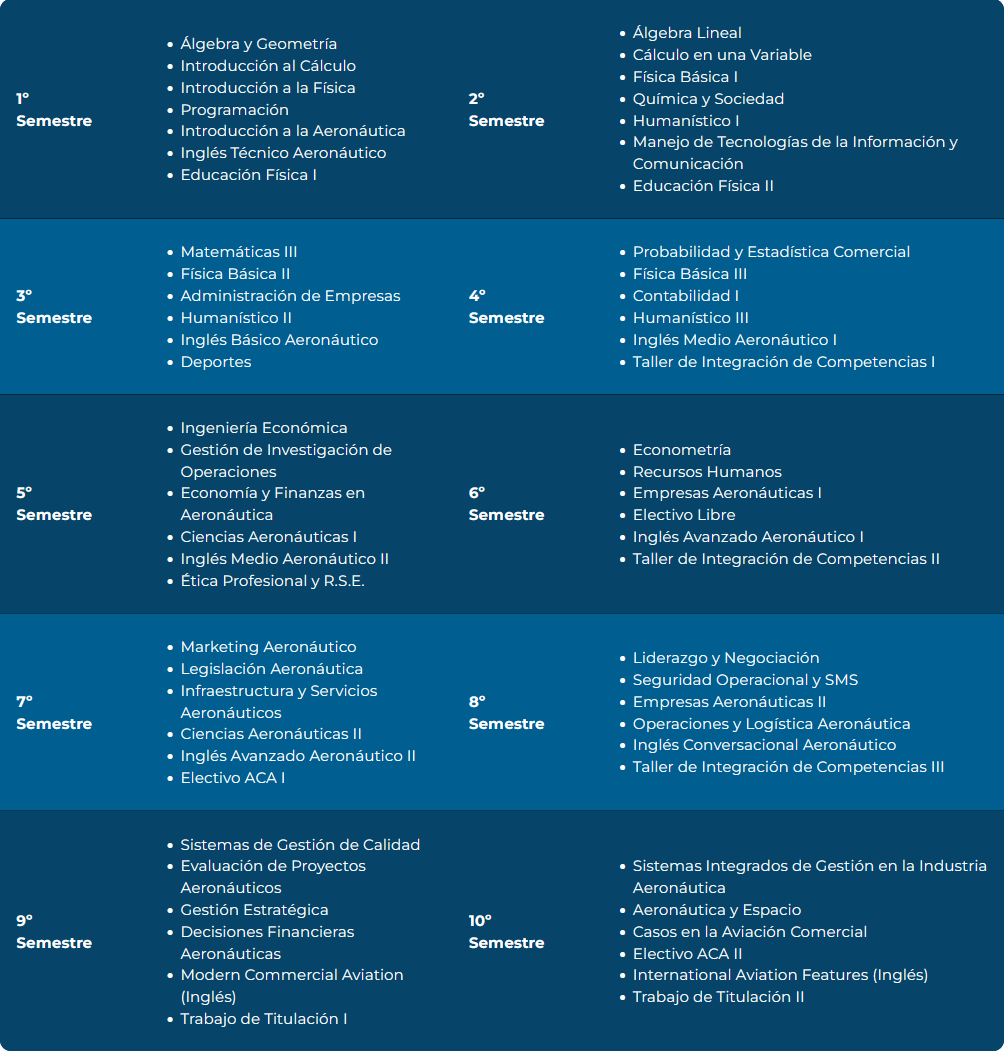 1º
Semestre
• Álgebra y Geometría
• Introducción al Cálculo
• Introducción a la Física
• Programación
• Introducción a la Aeronáutica
• Inglés Técnico Aeronáutico
• Educación Física I
2º
Semestre
• Álgebra Lineal
• Cálculo en una Variable
• Física Básica I
• Química y Sociedad
• Humanístico I
• Manejo de Tecnologías de la Información y
Comunicación
• Educación Física II
3º
Semestre
• Matemáticas III
• Física Básica II
• Administración de Empresas
• Humanístico II
• Inglés Básico Aeronáutico
• Deportes
4º
Semestre
• Probabilidad y Estadística Comercial
• Física Básica III
• Contabilidad I
• Humanístico III
• Inglés Medio Aeronáutico I
• Taller de Integración de Competencias I
5º
Semestre
• Ingeniería Económica
• Gestión de Investigación de
Operaciones
• Economía y Finanzas en
Aeronáutica
• Ciencias Aeronáuticas I
• Inglés Medio Aeronáutico II
• Ética Profesional y R.S.E.
6º
Semestre
• Econometría
• Recursos Humanos
• Empresas Aeronáuticas I
• Electivo Libre
• Inglés Avanzado Aeronáutico I
• Taller de Integración de Competencias II
7º
Semestre
• Marketing Aeronáutico
• Legislación Aeronáutica
• Infraestructura y Servicios
Aeronáuticos
• Ciencias Aeronáuticas II
• Inglés Avanzado Aeronáutico II
• Electivo ACA I
8º
Semestre
• Liderazgo y Negociación
• Seguridad Operacional y SMS
• Empresas Aeronáuticas II
• Operaciones y Logística Aeronáutica
• Inglés Conversacional Aeronáutico
• Taller de Integración de Competencias III
9º
Semestre
• Sistemas de Gestión de Calidad
• Evaluación de Proyectos
Aeronáuticos
• Gestión Estratégica
• Decisiones Financieras
Aeronáuticas
• Modern Commercial Aviation
(Inglés)
• Trabajo de Titulación I
10º
Semestre
• Sistemas Integrados de Gestión en la Industria
Aeronáutica
• Aeronáutica y Espacio
• Casos en la Aviación Comercial
• Electivo ACA II
• International Aviation Features (Inglés)
• Trabajo de Titulación II